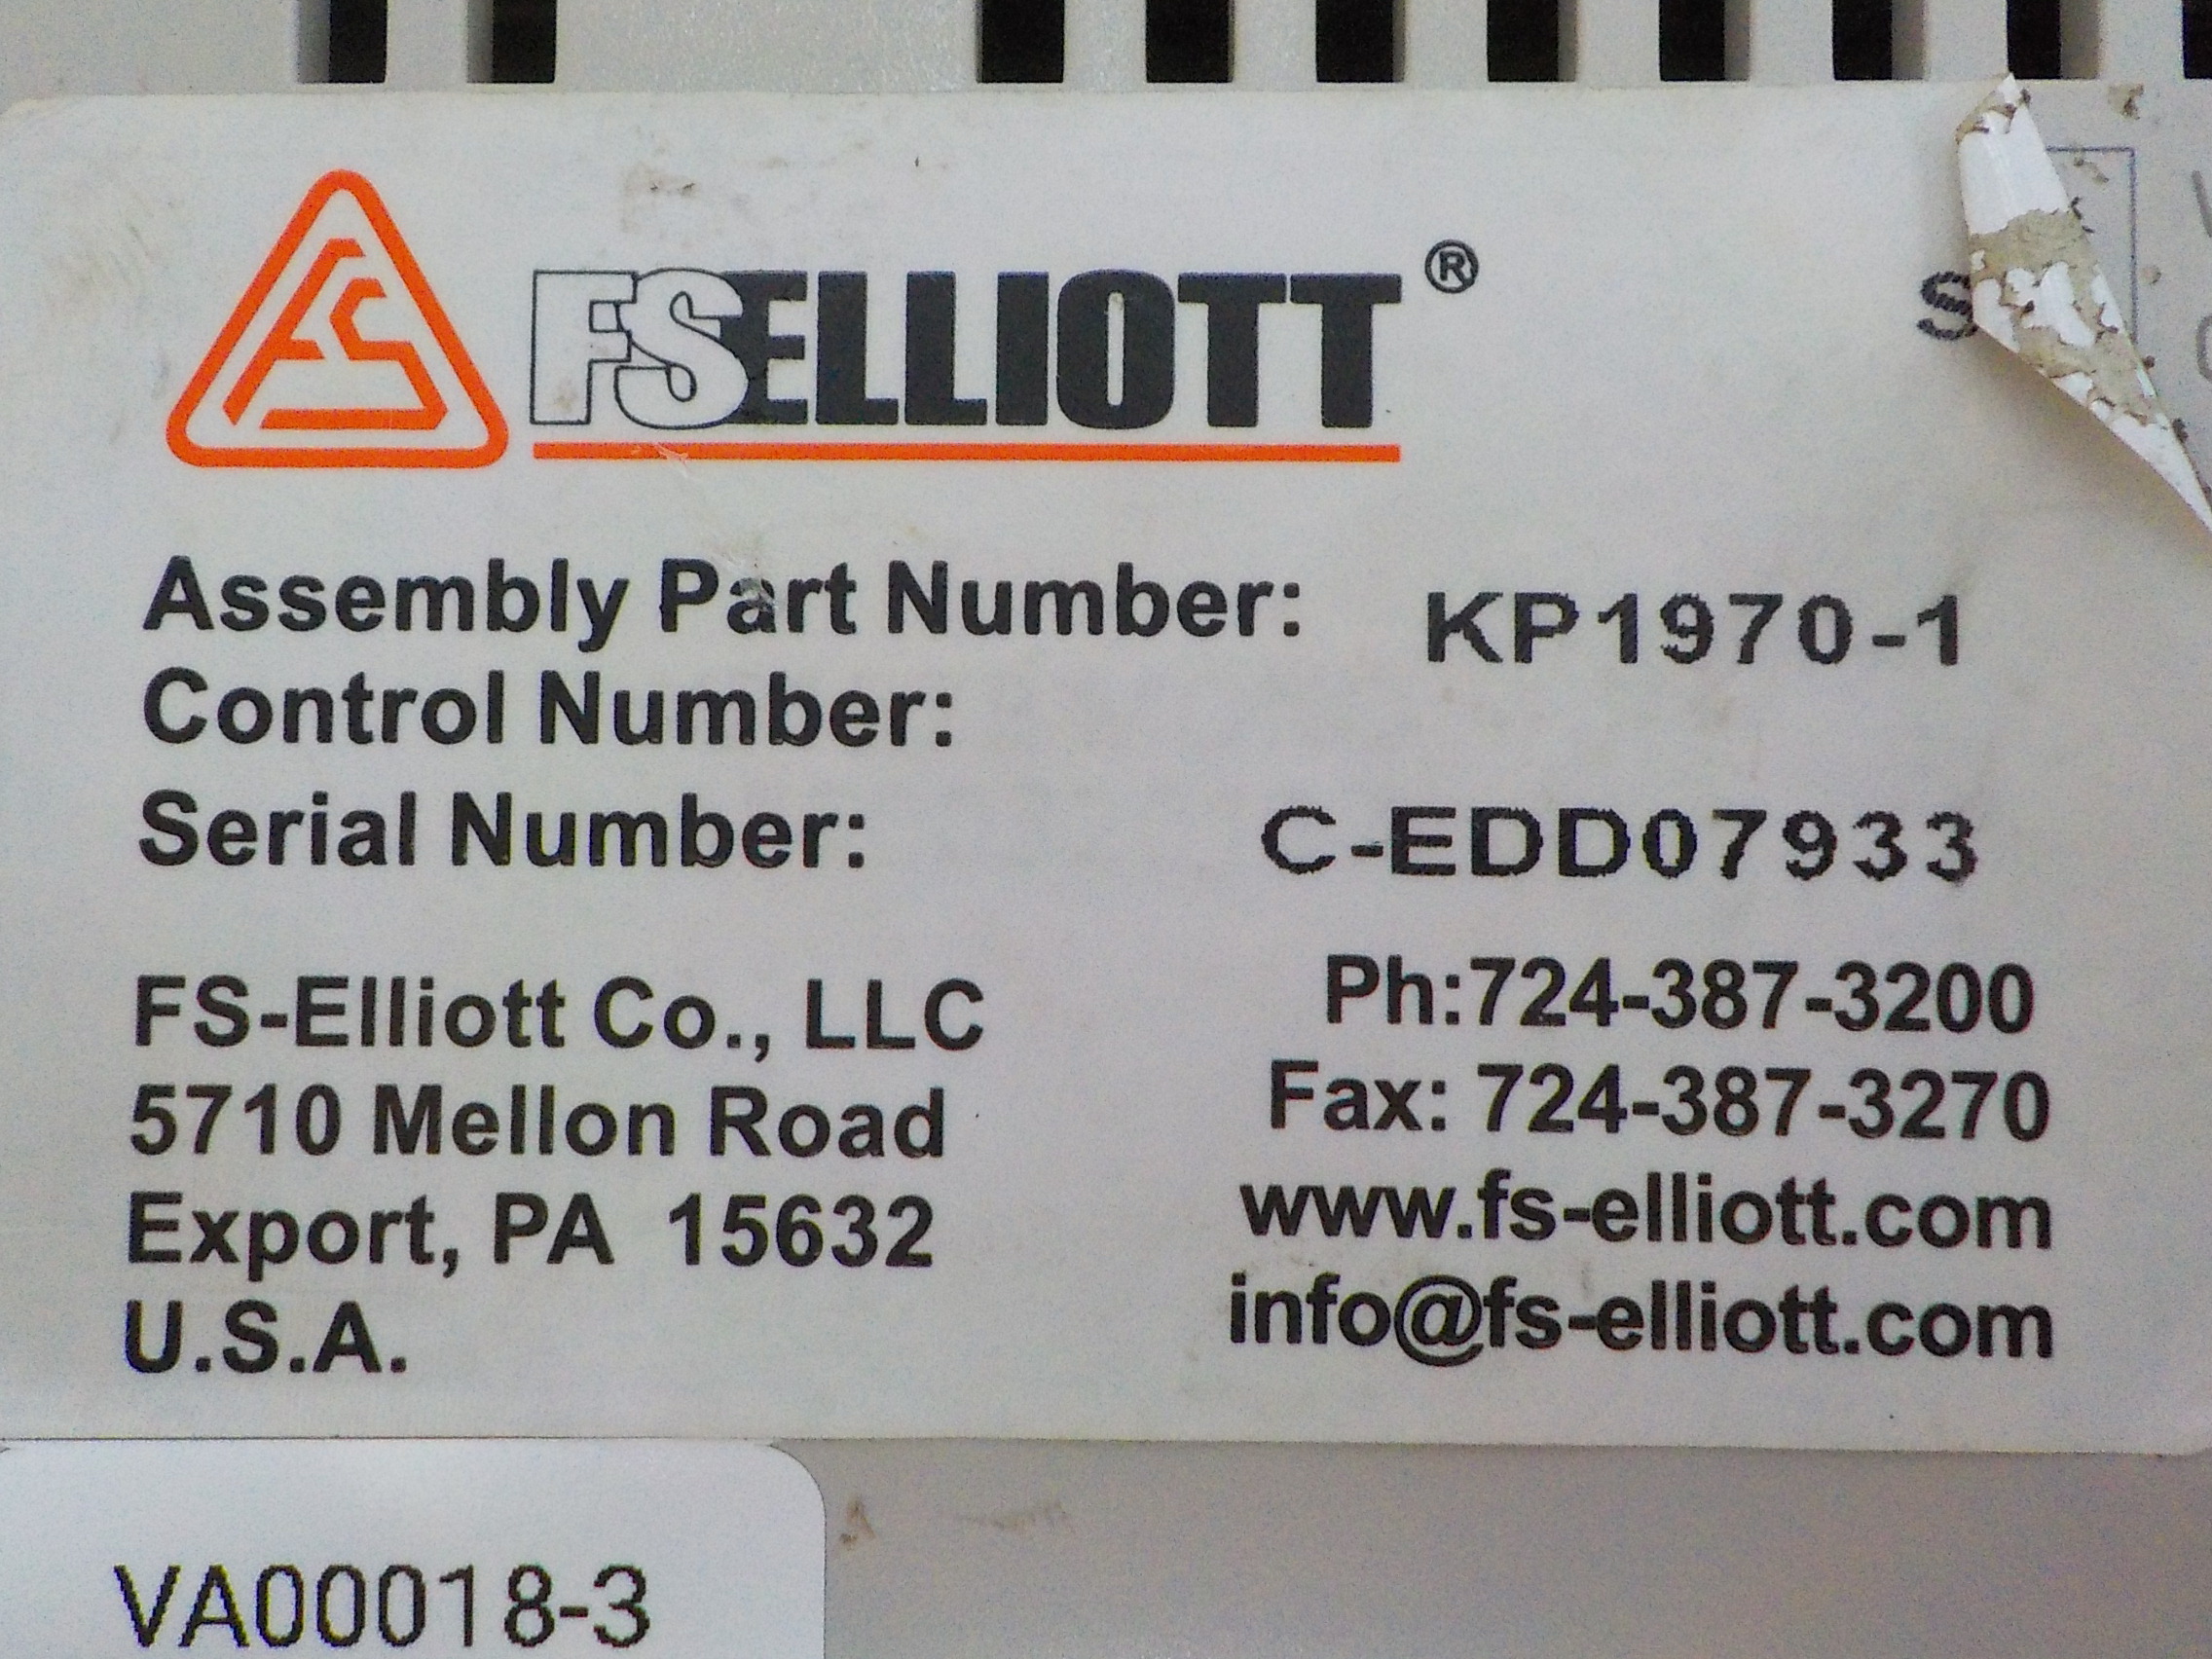 FS
FSELLIOTT®
Assembly Part Number: KP1970-1
Control Number:
Serial Number: C-EDD07933
FS-Elliott Co., LLC
5710 Mellon Road
Export, PA 15632
U.S.A.
Ph:724-387-3200
Fax: 724-387-3270
www.fs-elliott.com
info@fs-elliott.com
VA00018-3